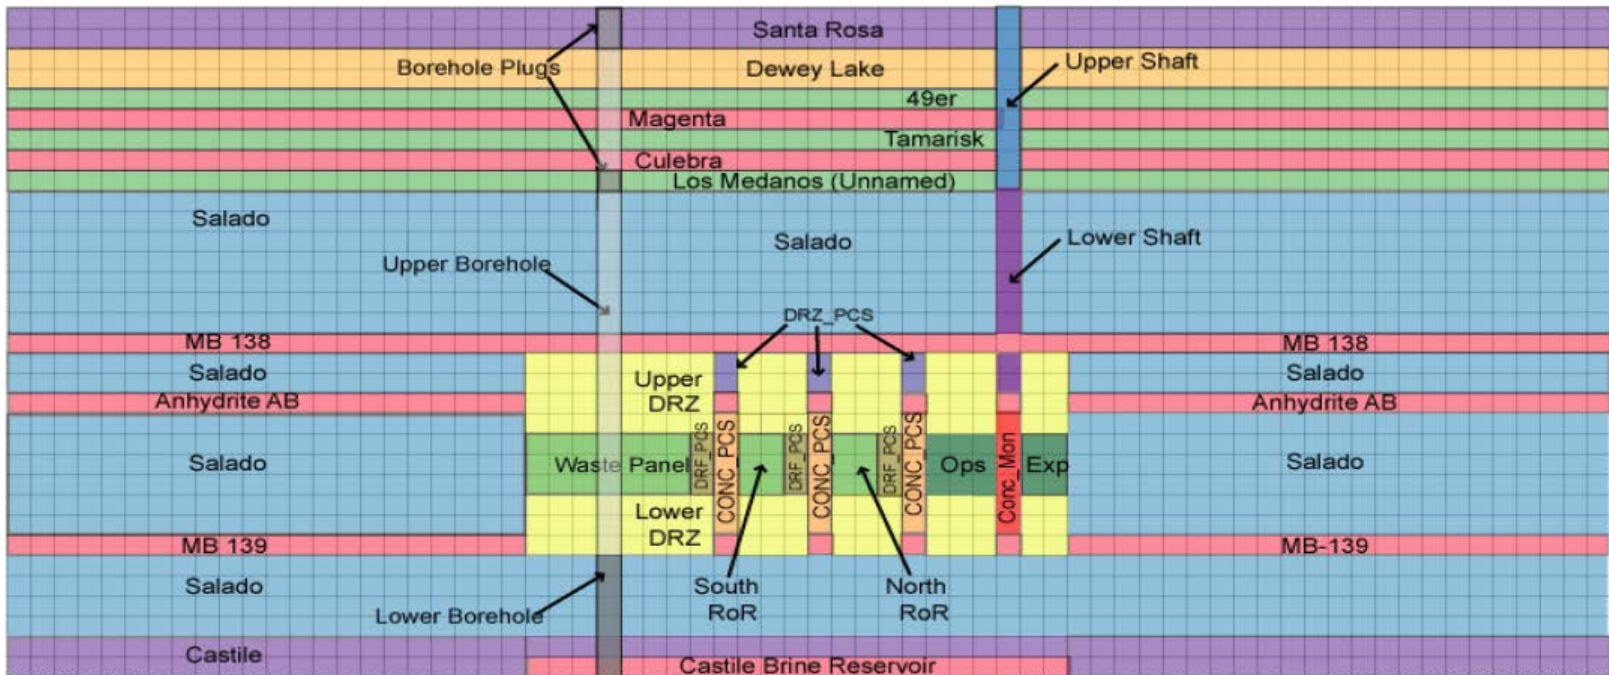 Santa Rosa
Borehole Plugs
Dewey Lake
Upper Shaft
49er
Magenta
Tamarisk
Culebra
Los Medanos (Unnamed)
Salado
Salado
Lower Shaft
Upper Borehole
DRZ_PCS
MB 138
MB 138
Salado
Upper
DRZ
Salado
Anhydrite AB
Anhydrite AB
Salado
Waste Panel
DRF_PCS
CONC_PCS
DRF_PCS
CONC_PCS
DRF_PCS
CONC_PCS
Ops
Conc_Mon
Exp
Salado
Lower
DRZ
MB 139
MB-139
Salado
South
RoR
North
RoR
Lower Borehole
Castile
Castile Brine Reservoir